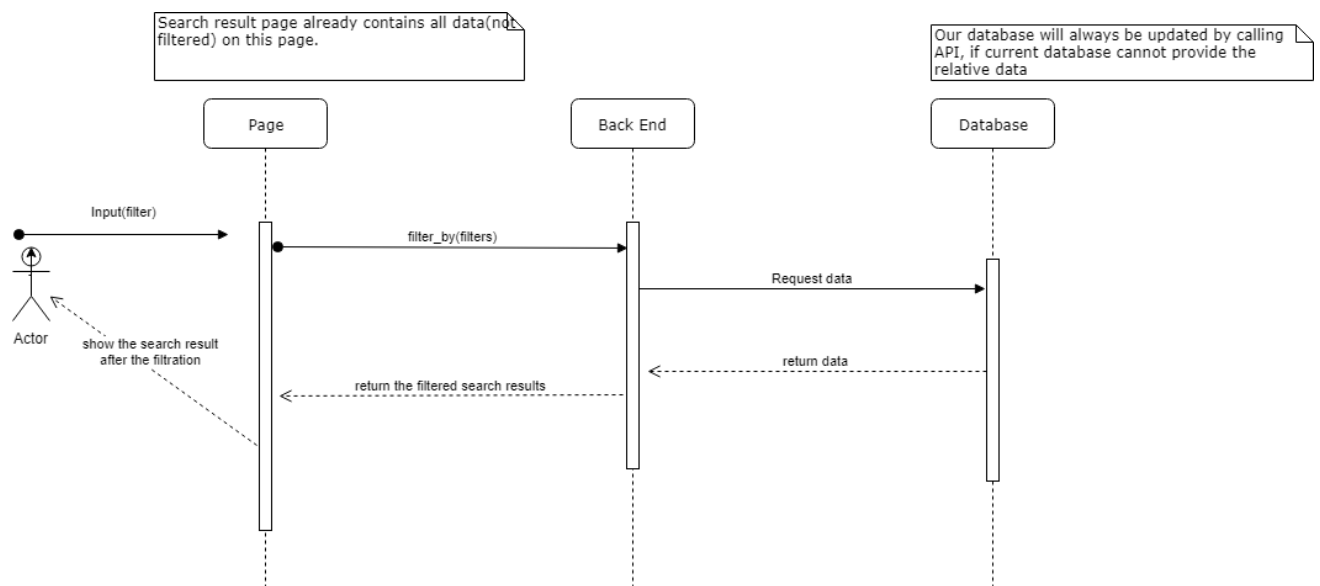 Search result page already contains all data(not
filtered) on this page.
Our database will always be updated by calling
API, if current database cannot provide the
relative data
Page
Back End
Database
Input(filter)
filter_by(filters)
Request data
Actor
show the search result
after the filtration
return data
return the filtered search results